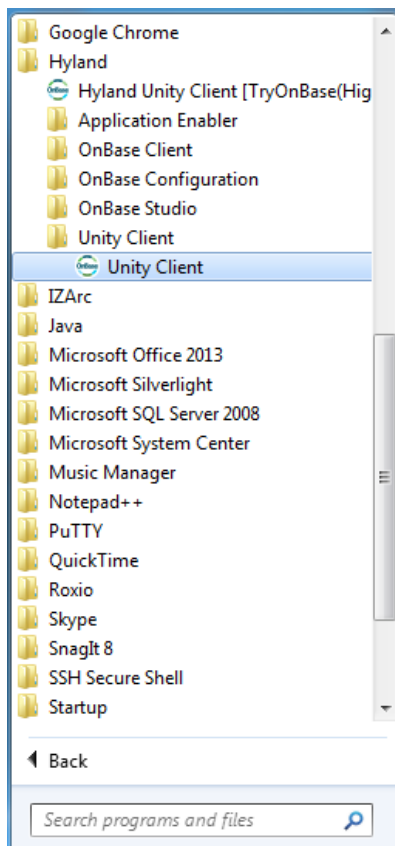 Google Chrome
Hyland
Hyland Unity Client [TryOnBase(Hig
Application Enabler
OnBase Client
OnBase Configuration
OnBase Studio
Unity Client
Unity Client
IZArc
Java
Microsoft Office 2013
Microsoft Silverlight
Microsoft SQL Server 2008
Microsoft System Center
Music Manager
Notepad++
PuTTY
QuickTime
Roxio
Skype
SnagIt 8
SSH Secure Shell
Startup
Back
Search programs and files